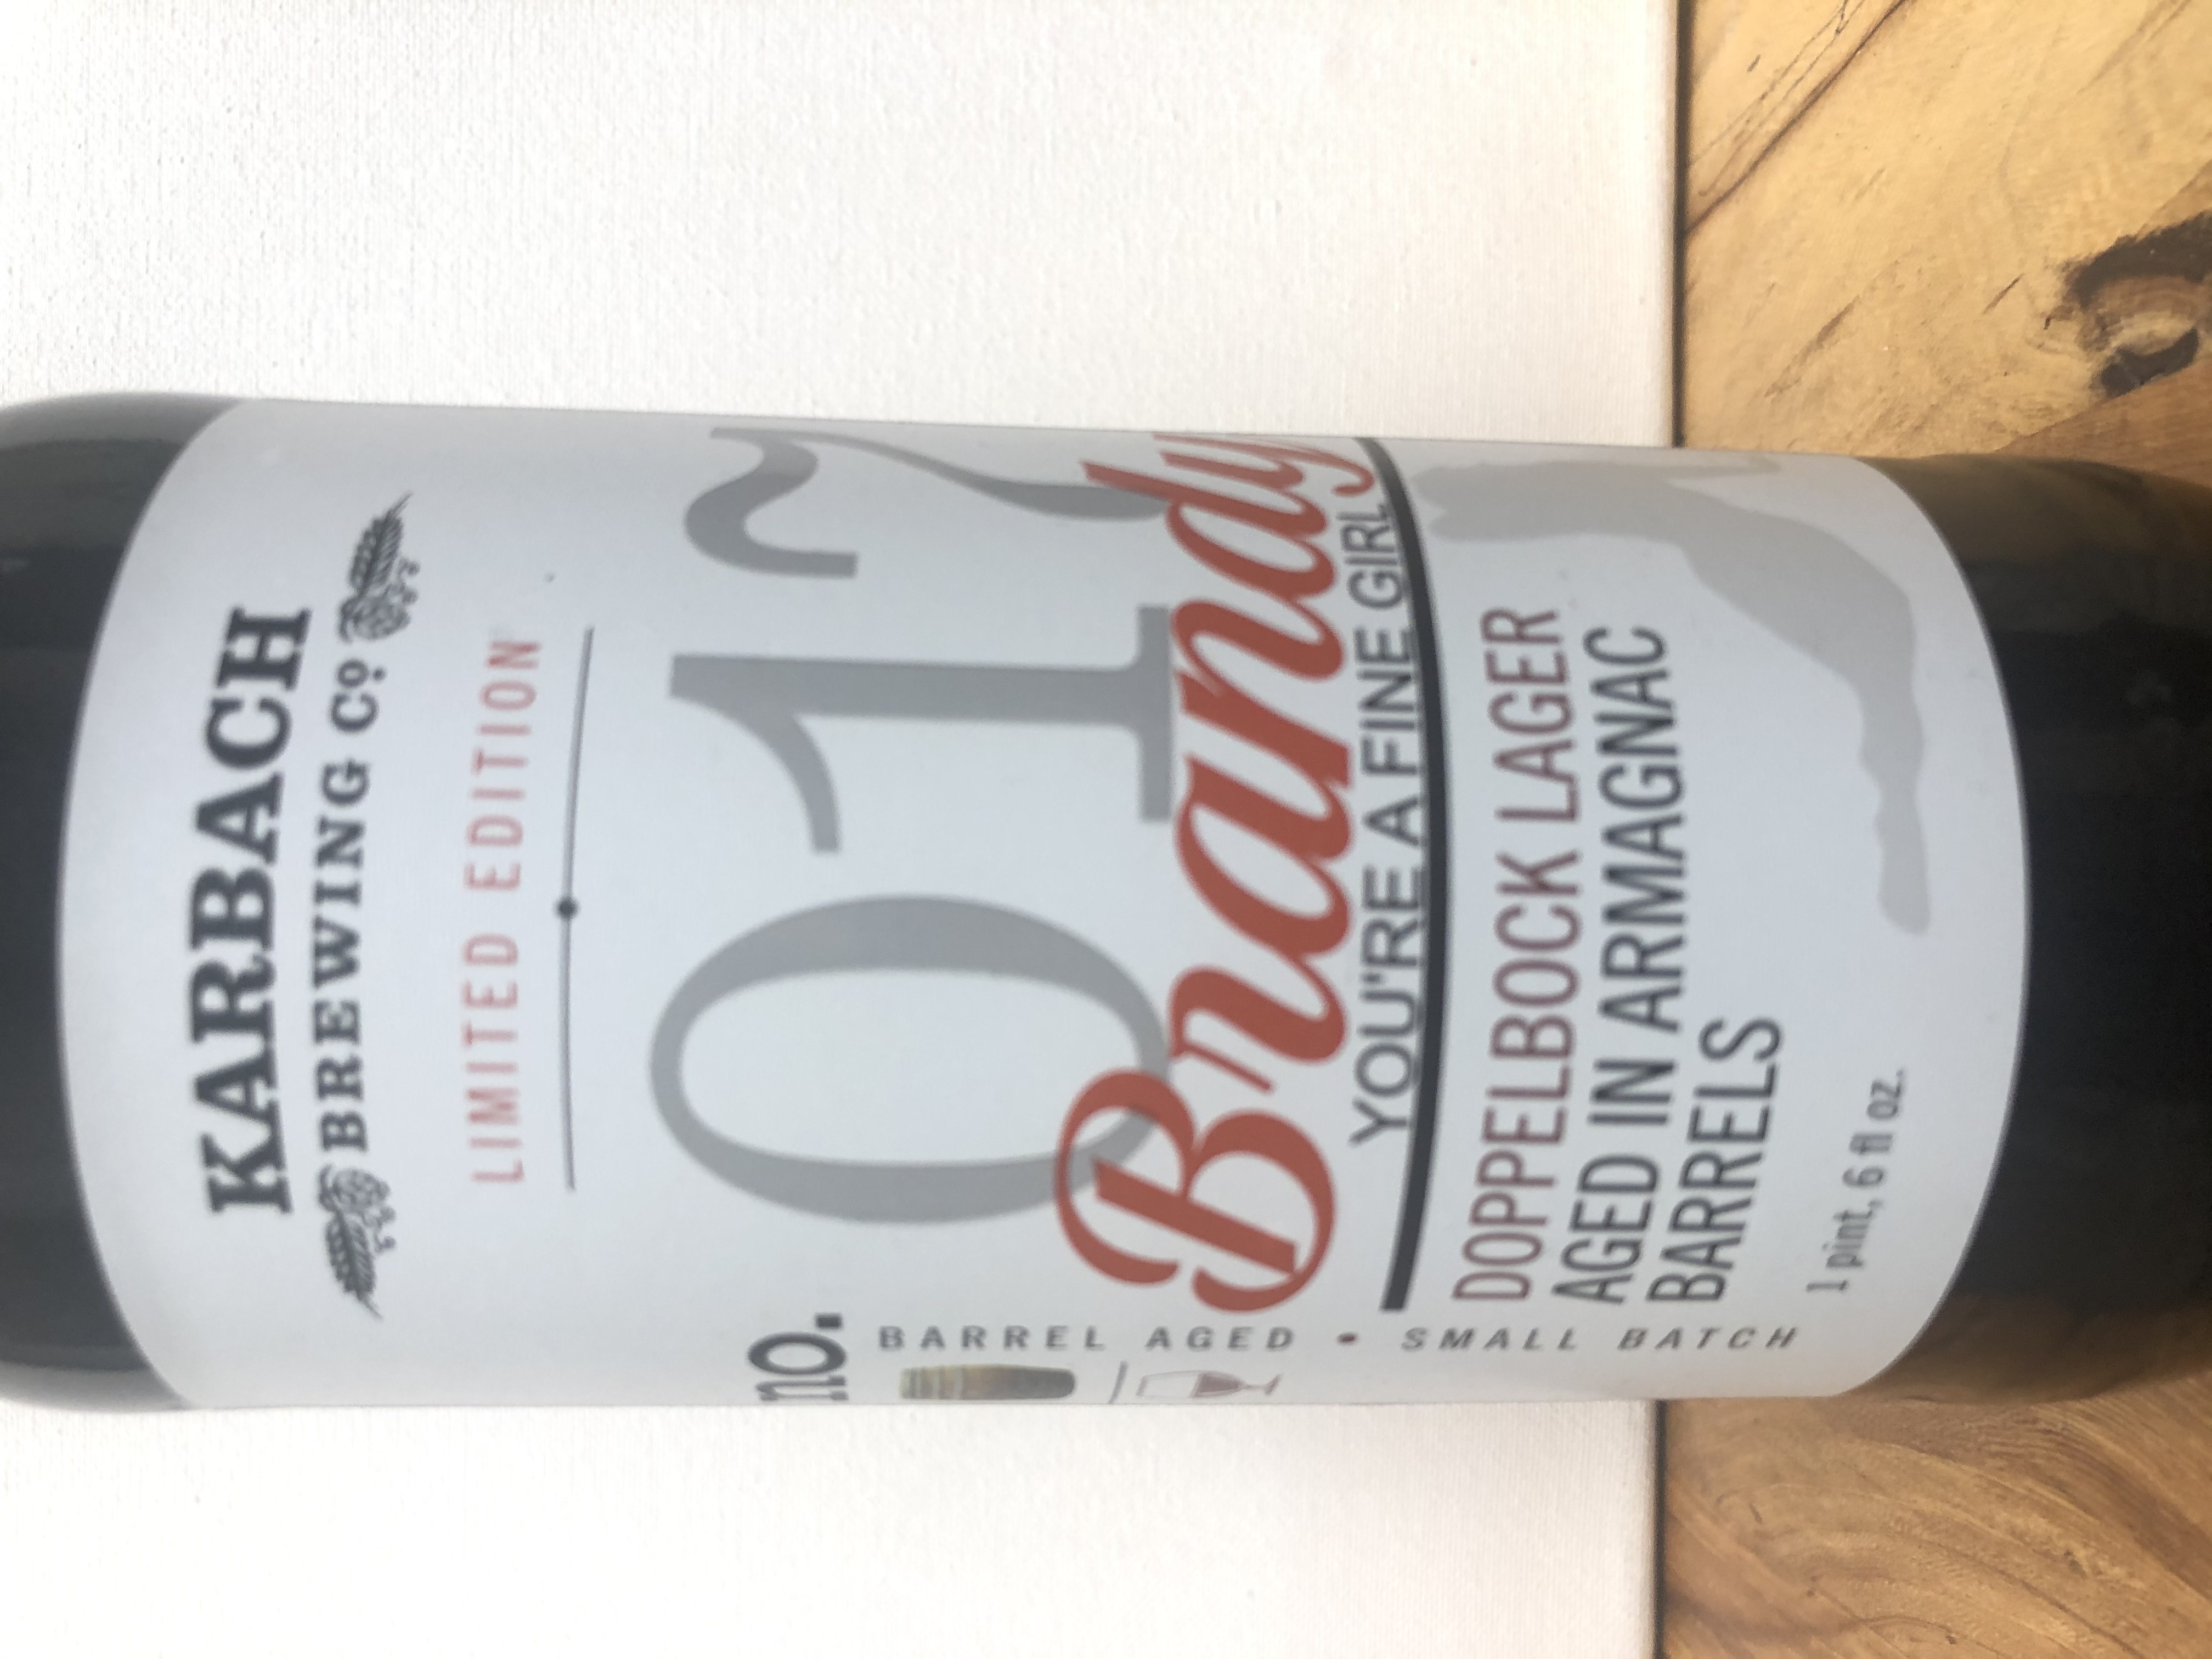 KARBACH
BREWING Cº
LIMITED EDITION
no. 017
Brandy
YOU'RE A FINE GIRL
DOPPELBOCK LAGER
AGED IN ARMAGNAC
BARRELS
1 pint, 6 fl oz.
BARREL AGED • SMALL BATCH